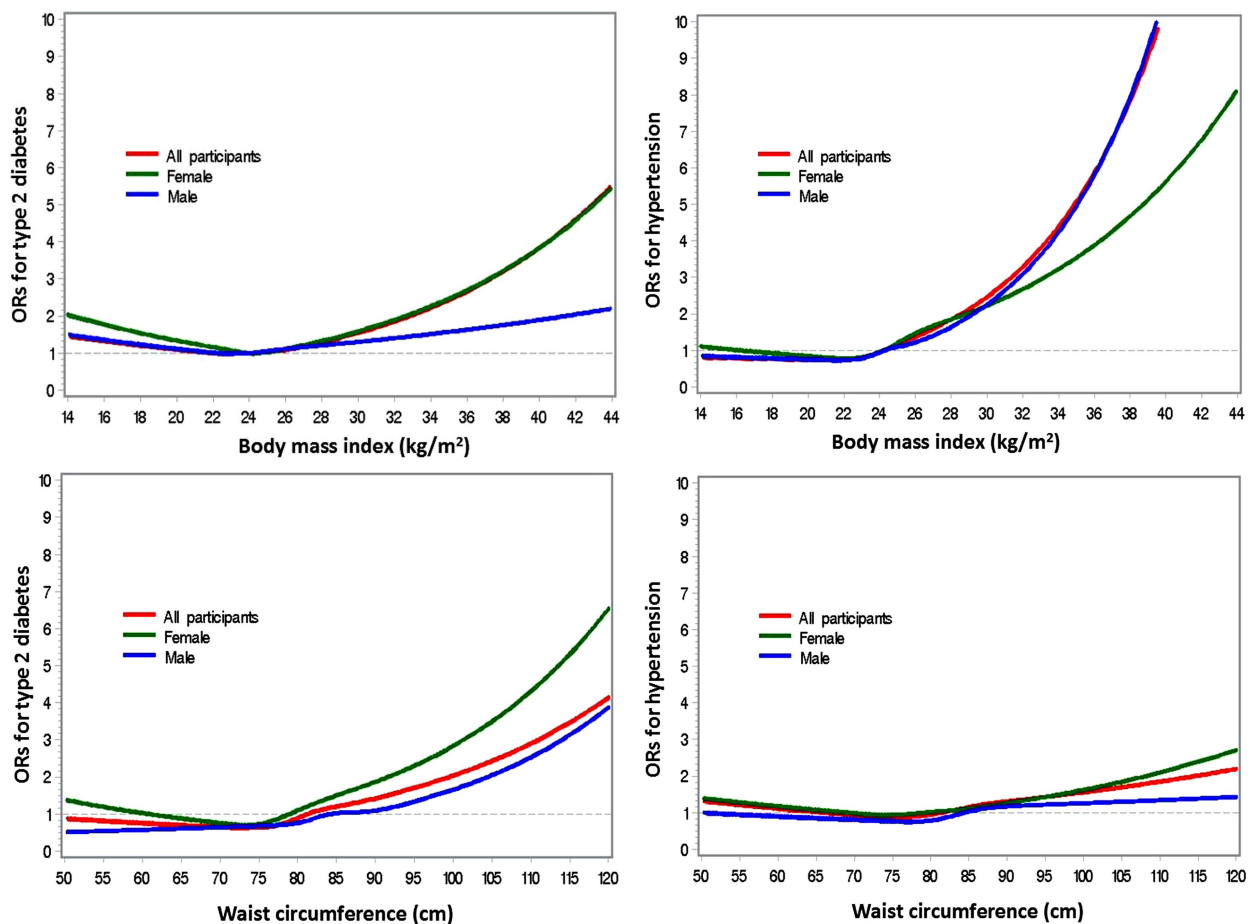 ORs for type 2 diabetes
10
9
8
7
6
5
4
3
2
1
0
All participants
Female
Male
14 16 18 20 22 24 26 28 30 32 34 36 38 40 42 44
Body mass index (kg/m²)
ORs for hypertension
10
9
8
7
6
5
4
3
2
1
0
All participants
Female
Male
14 16 18 20 22 24 26 28 30 32 34 36 38 40 42 44
Body mass index (kg/m²)
ORs for type 2 diabetes
10
9
8
7
6
5
4
3
2
1
0
All participants
Female
Male
50 55 60 65 70 75 80 85 90 95 100 105 110 115 120
Waist circumference (cm)
ORs for hypertension
10
9
8
7
6
5
4
3
2
1
0
All participants
Female
Male
50 55 60 65 70 75 80 85 90 95 100 105 110 115 120
Waist circumference (cm)